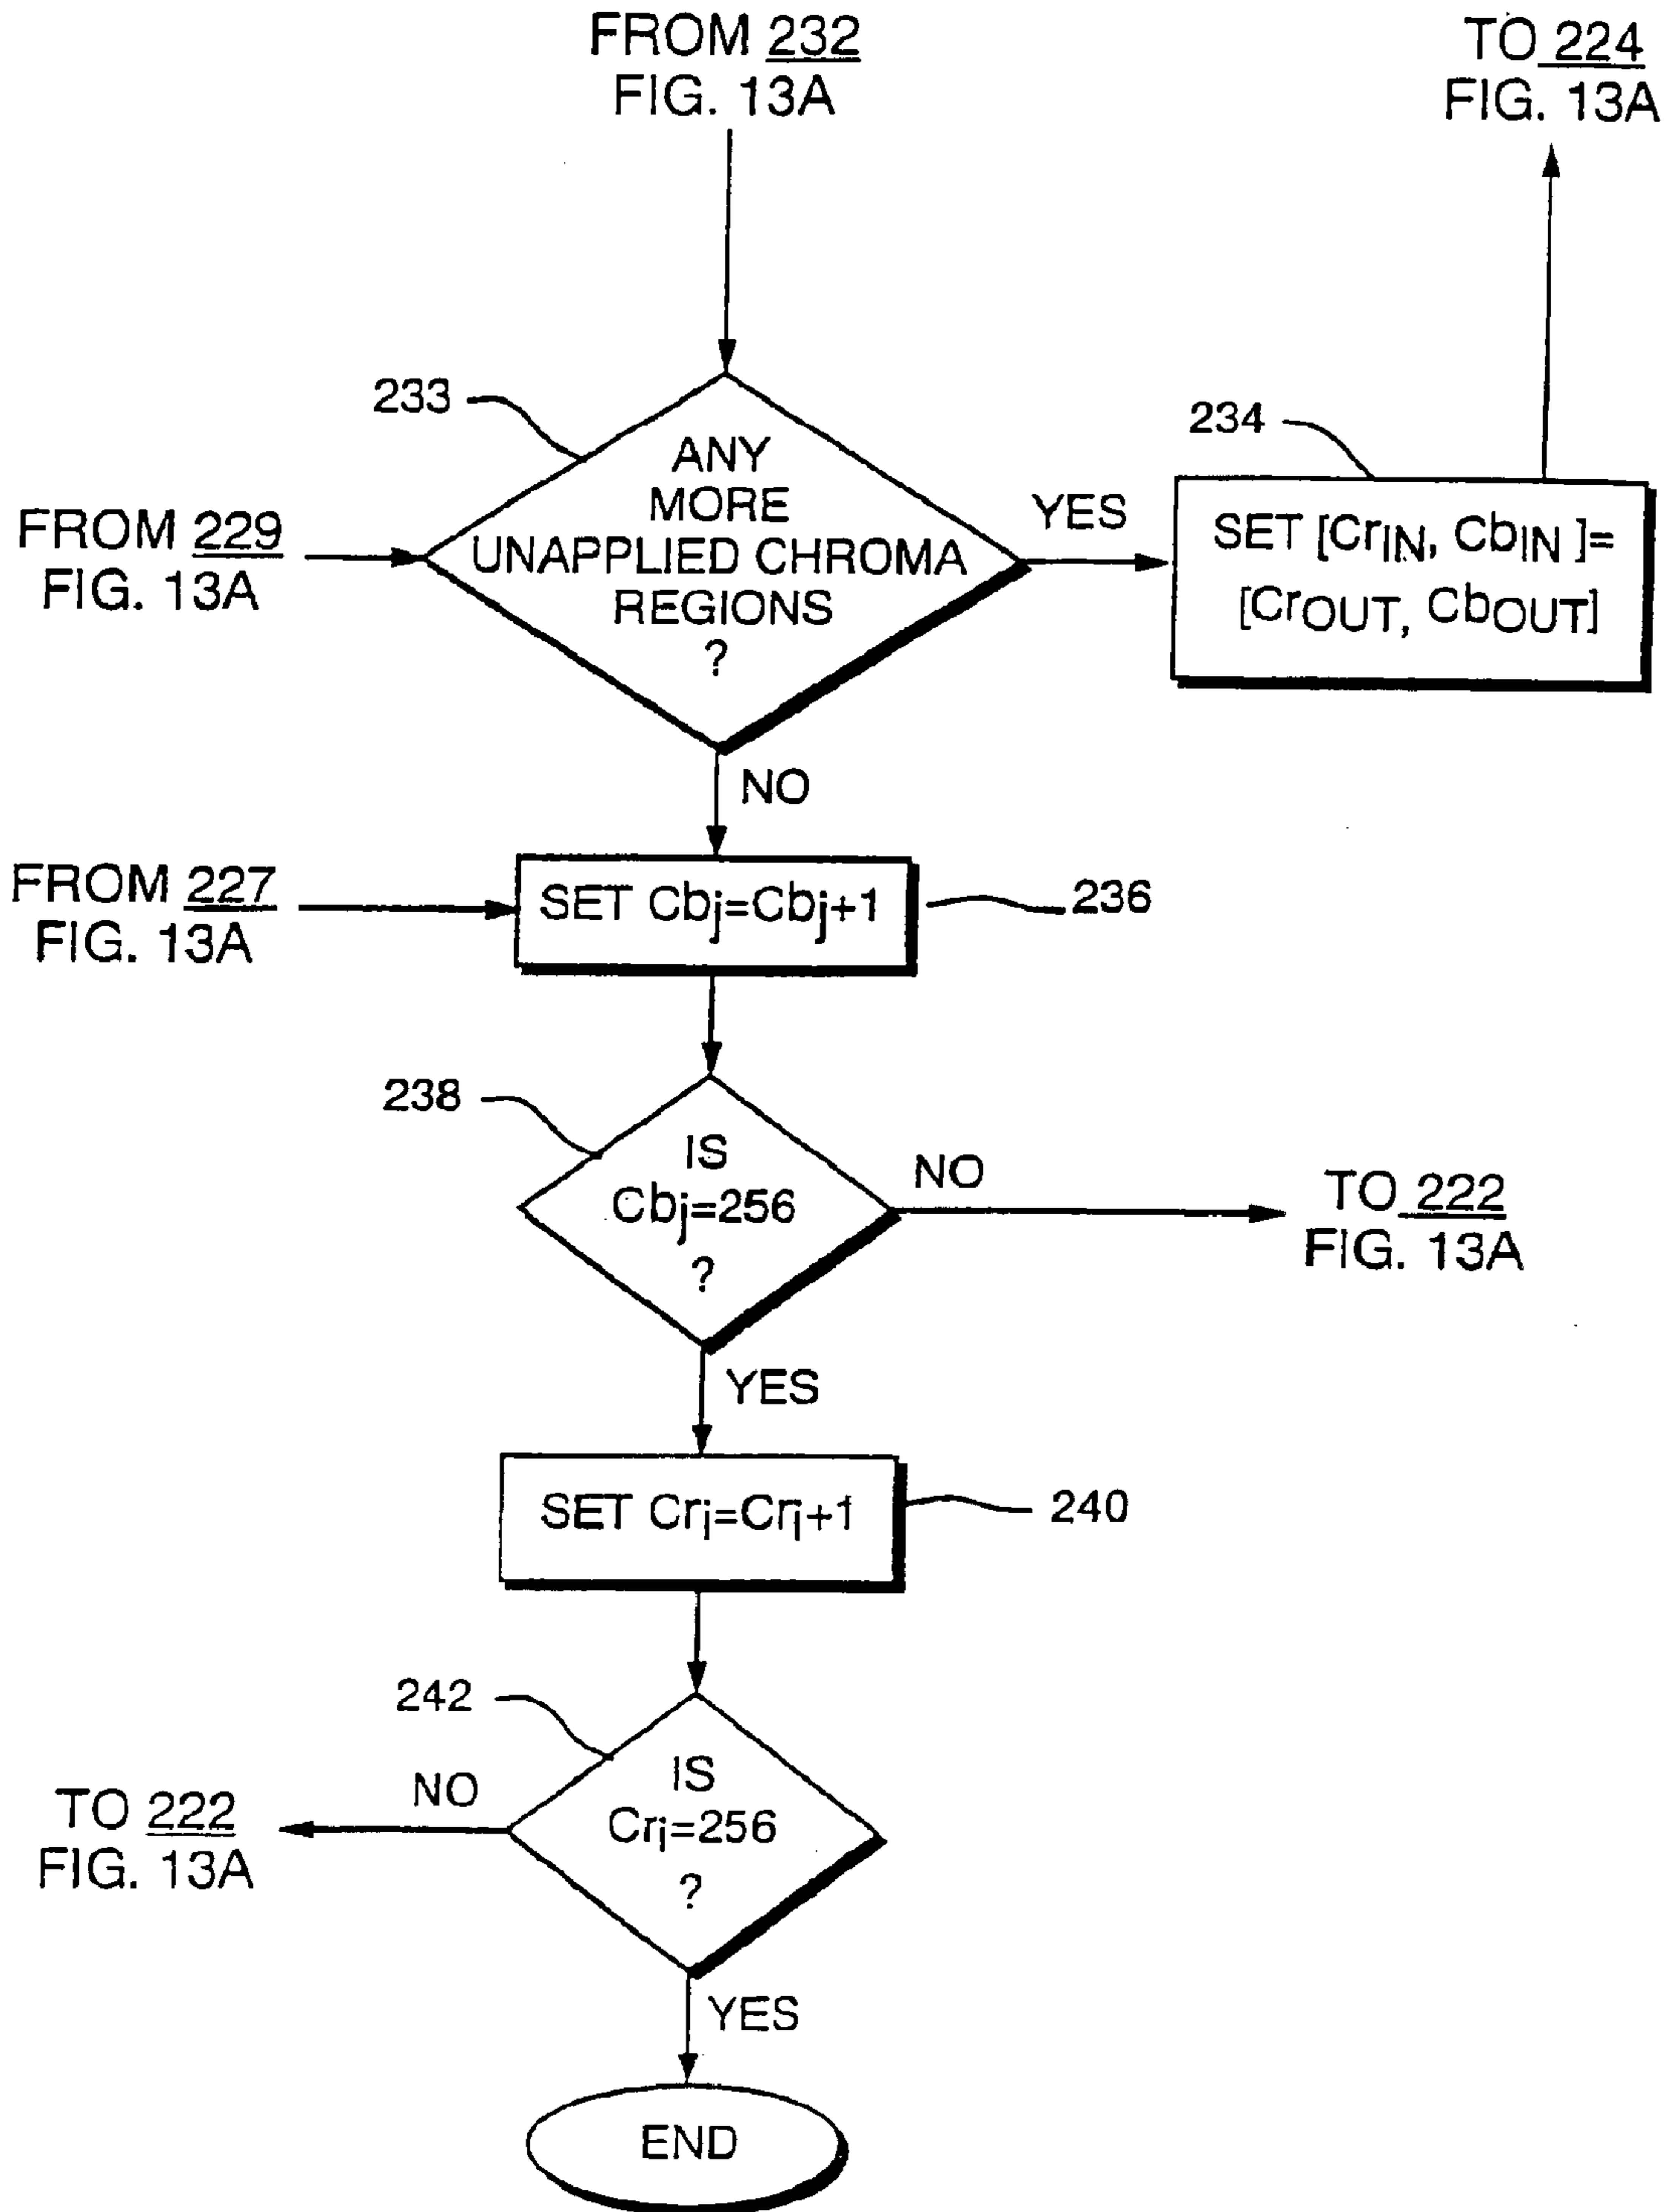 FROM 232
FIG. 13A
TO 224
FIG. 13A
233
ANY
MORE
UNAPPLIED CHROMA
REGIONS
?
YES
234
SET [CrIN, CbIN ]=
[CrOUT, CbOUT]
FROM 229
FIG. 13A
NO
FROM 227
FIG. 13A
SET Cbj=Cbj+1
236
238
IS
Cbj=256
?
NO
TO 222
FIG. 13A
YES
SET Cri=Cri+1
240
242
IS
Cri=256
?
NO
TO 222
FIG. 13A
YES
END